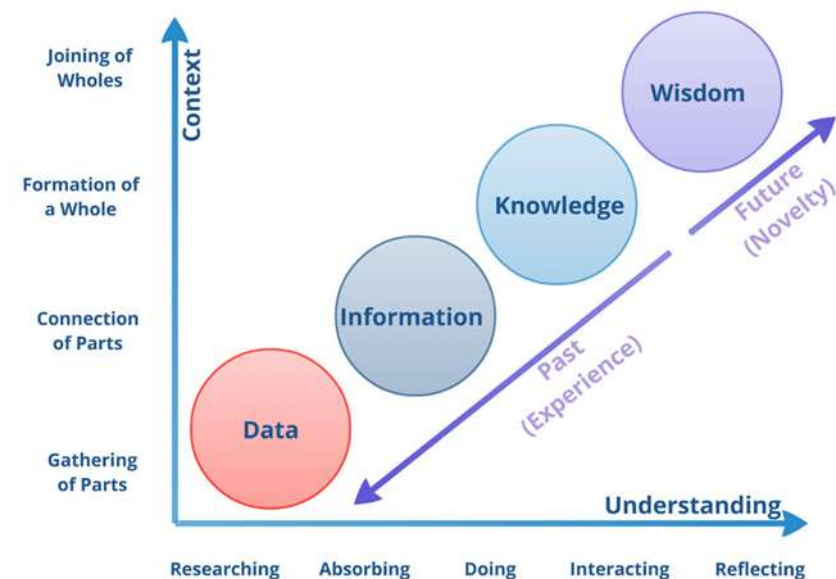 Joining of
Wholes
Context
Wisdom
Formation of
a Whole
Knowledge
Future
(Novelty)
Connection
of Parts
Information
Past
(Experience)
Data
Gathering
of Parts
Understanding
Researching
Absorbing
Doing
Interacting
Reflecting